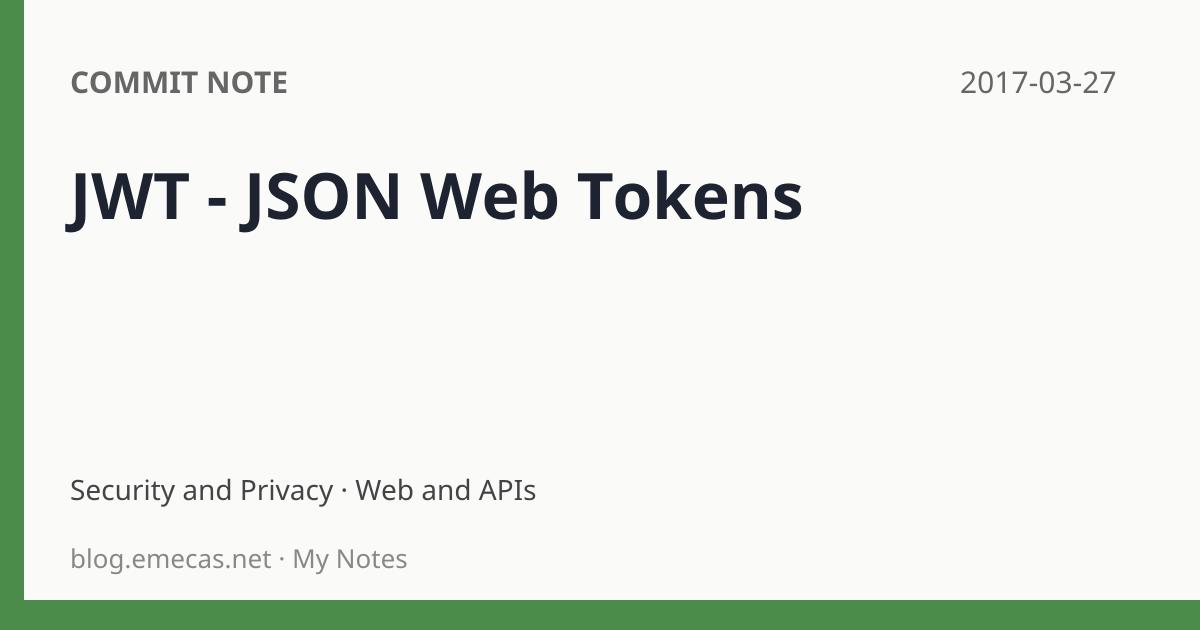 COMMIT NOTE
2017-03-27
JWT - JSON Web Tokens
Security and Privacy · Web and APIs
blog.emecas.net · My Notes